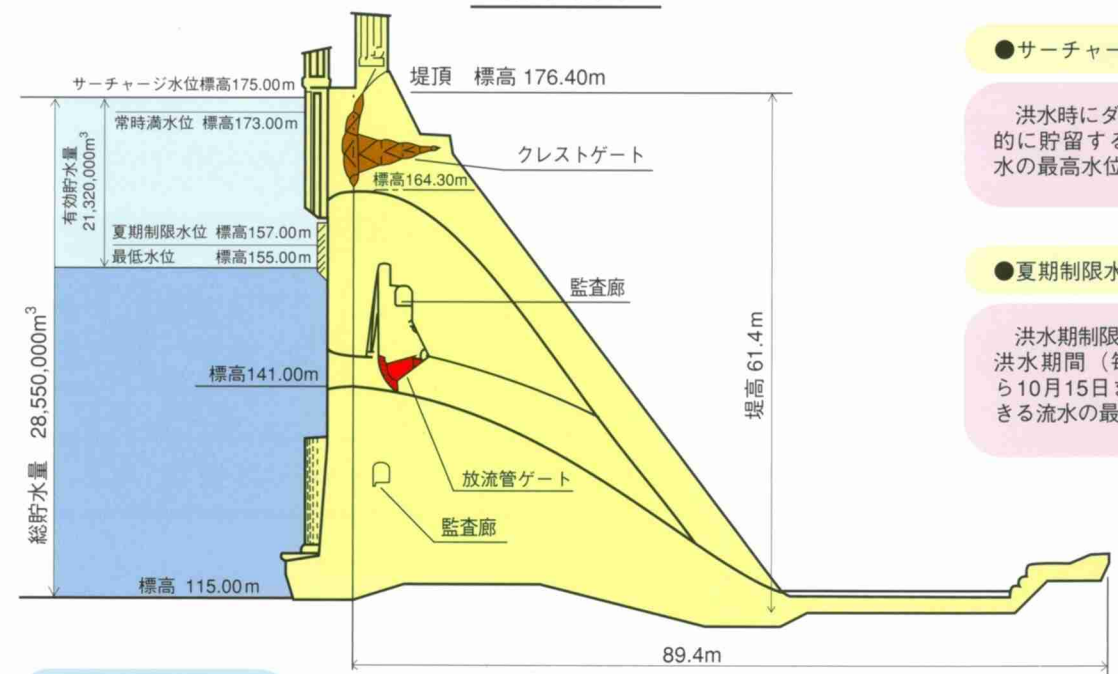 サーチャージ水位標高175.00m
堤頂 標高 176.40m
常時満水位 標高173.00m
クレストゲート
標高164.30m
有効貯水量
21,320,000m³
夏期制限水位 標高157.00m
最低水位 標高155.00m
監査廊
総貯水量 28,550,000m³
標高141.00m
堤高 61.4m
放流管ゲート
監査廊
標高 115.00m
89.4m
●サーチャー
洪水時にダ
的に貯留する
水の最高水位
●夏期制限水
洪水期制限
洪水期間（毎
ら10月15日ま
きる流水の最